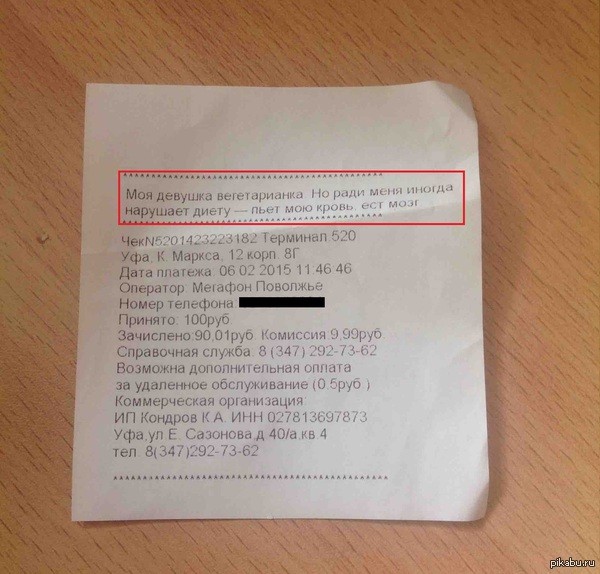 ******************************************
Моя девушка вегетарианка. Но ради меня иногда
нарушает диету — пьет мою кровь, ест мозг.
******************************************
ЧекN5201423223182 Терминал 520
Уфа, К. Маркса, 12 корп. 8Г
Дата платежа: 06.02.2015 11:46:46
Оператор: Мегафон Поволжье
Номер телефона:
Принято: 100руб.
Зачислено:90,01руб. Комиссия:9,99руб.
Справочная служба: 8 (347) 292-73-62
Возможна дополнительная оплата
за удаленное обслуживание (0.5руб.)
Коммерческая организация:
ИП Кондров К.А. ИНН 027813697873
Уфа,ул.Е. Сазонова,д.40/а,кв.4
тел. 8(347)292-73-62
******************************************
pikabu.ru